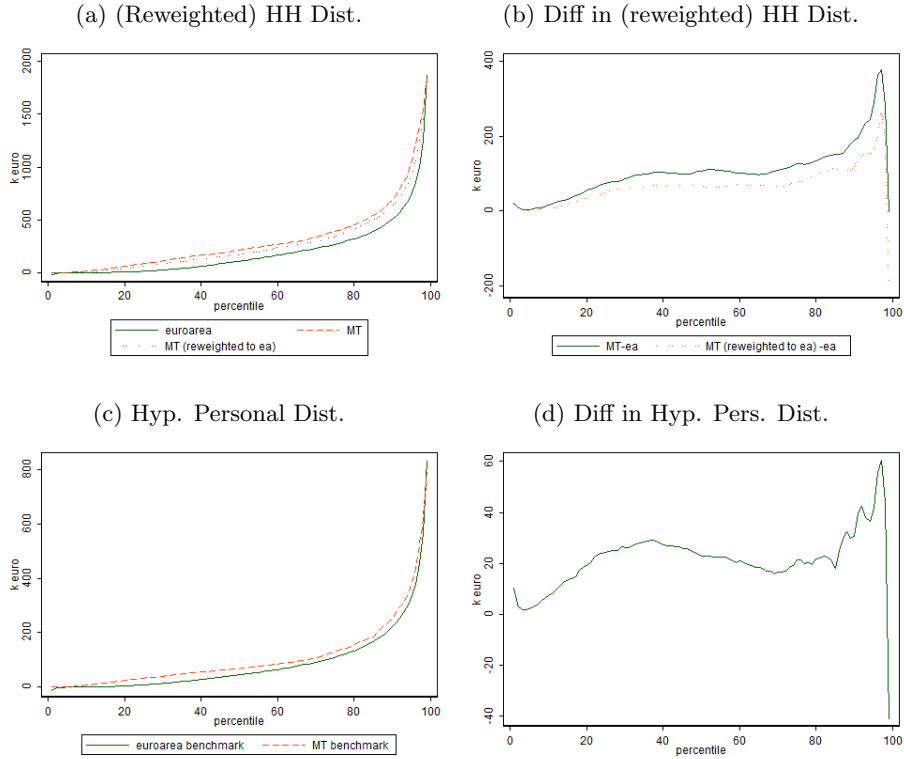 (a) (Reweighted) HH Dist.
k euro
2000
1500
1000
500
0
0 20 40 60 80 100
percentile
euroarea MT
MT (reweighted to ea)
(b) Diff in (reweighted) HH Dist.
k euro
400
200
0
-200
0 20 40 60 80 100
percentile
MT-ea MT (reweighted to ea) -ea
(c) Hyp. Personal Dist.
k euro
800
600
400
200
0
0 20 40 60 80 100
percentile
euroarea benchmark MT benchmark
(d) Diff in Hyp. Pers. Dist.
k euro
60
40
20
0
-20
-40
0 20 40 60 80 100
percentile